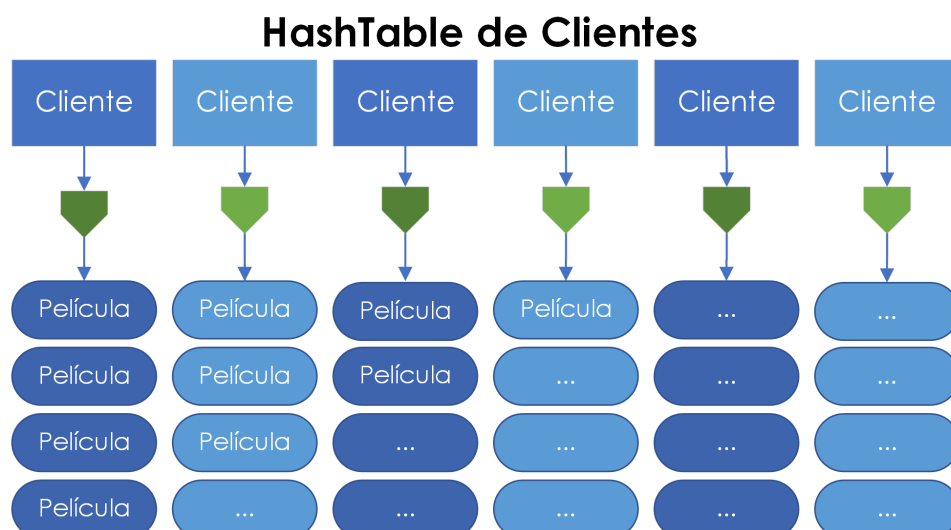 HashTable de Clientes
Cliente Cliente Cliente Cliente Cliente Cliente
Película Película Película Película ... ...
Película Película Película ... ... ...
Película Película ... ... ... ...
Película ... ... ... ... ...